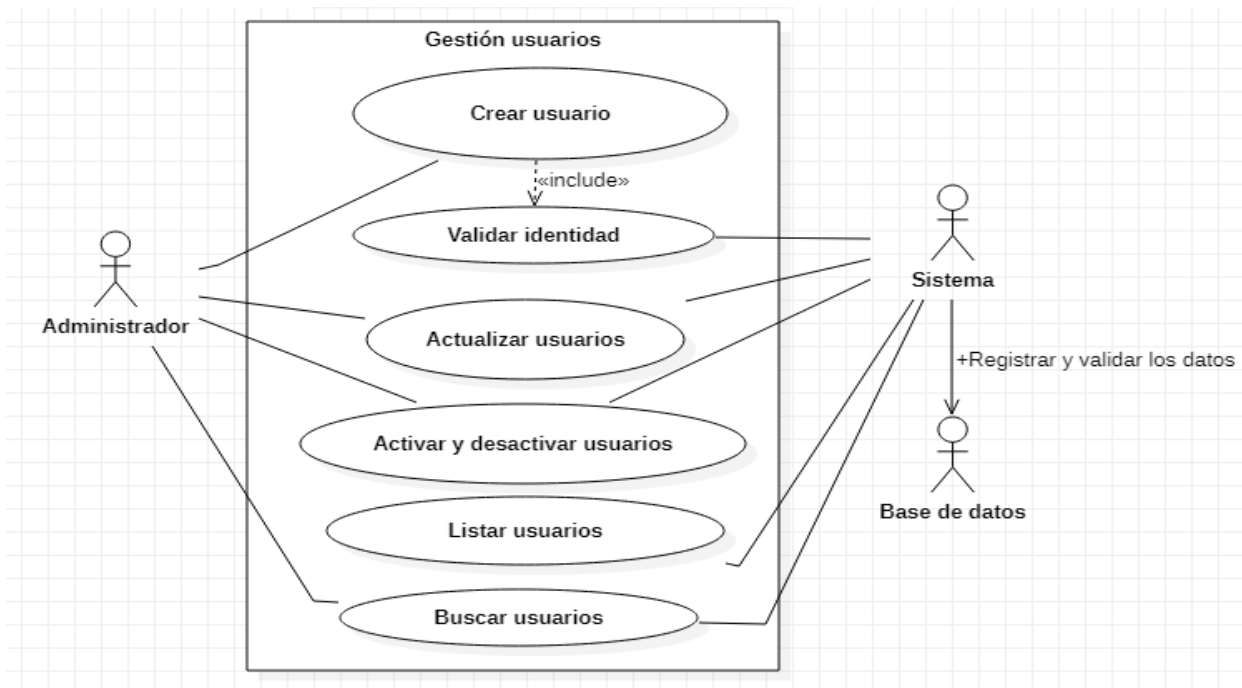 Gestión usuarios
Crear usuario
«include»
Validar identidad
Sistema
Administrador
Actualizar usuarios
+Registrar y validar los datos
Activar y desactivar usuarios
Base de datos
Listar usuarios
Buscar usuarios